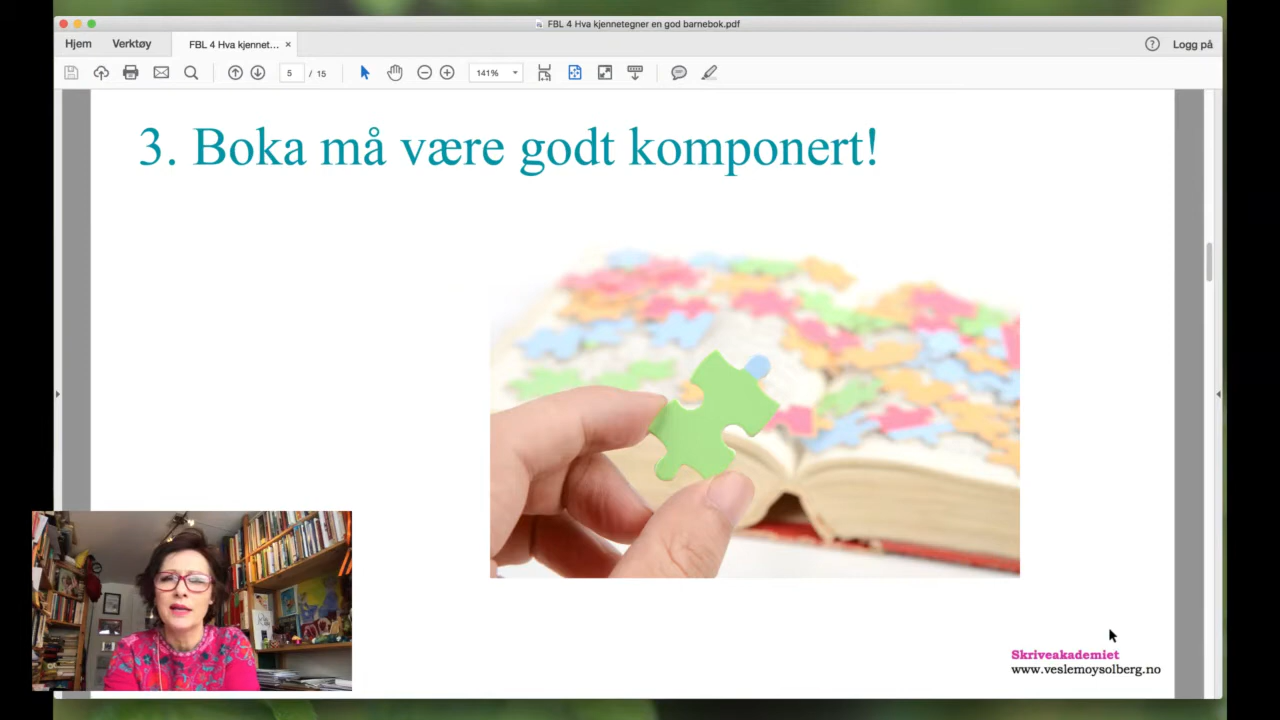 FBL 4 Hva kjennetegner en god barnebok.pdf
Hjem Verktøy FBL 4 Hva kjennet... × ? Logg på
5 / 15 141%
3. Boka må være godt komponert!
Skriveakademiet
www.veslemoysolberg.no